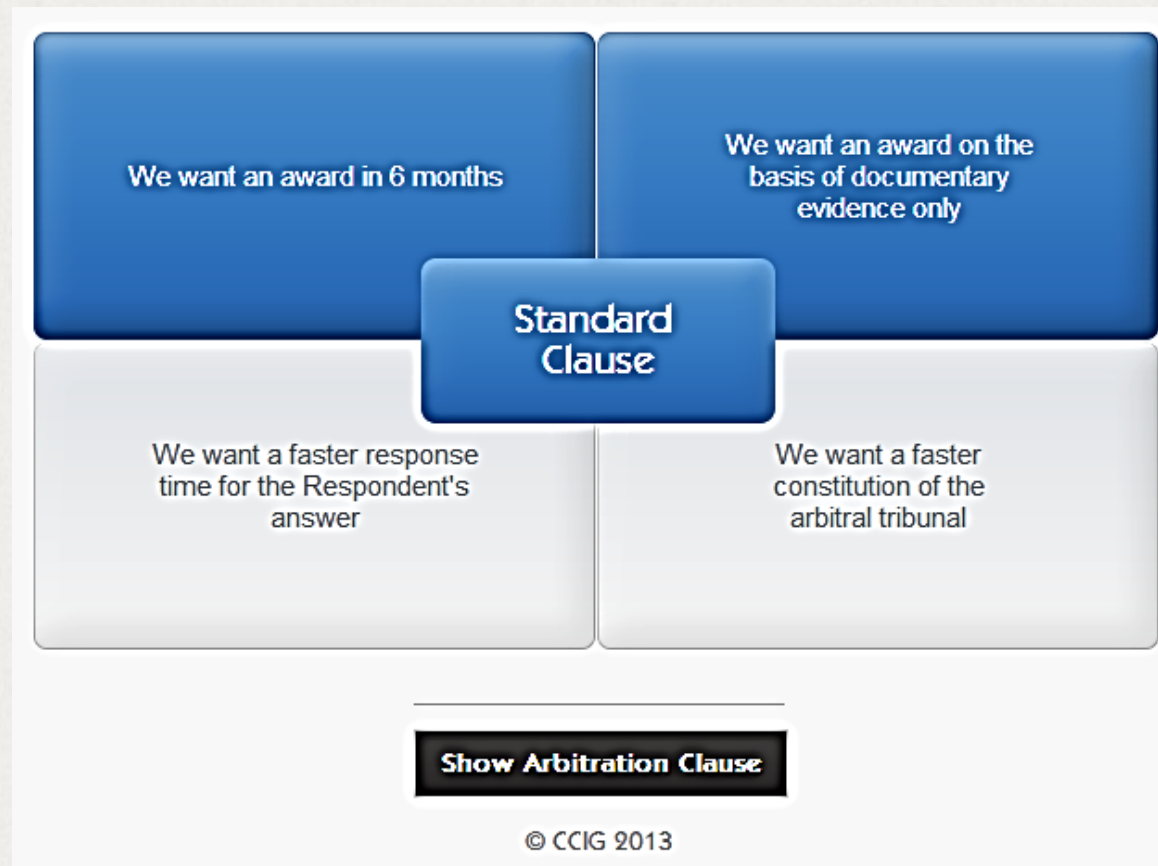 We want an award in 6 months
We want an award on the
basis of documentary
evidence only
Standard
Clause
We want a faster response
time for the Respondent's
answer
We want a faster
constitution of the
arbitral tribunal
Show Arbitration Clause
© CCIG 2013